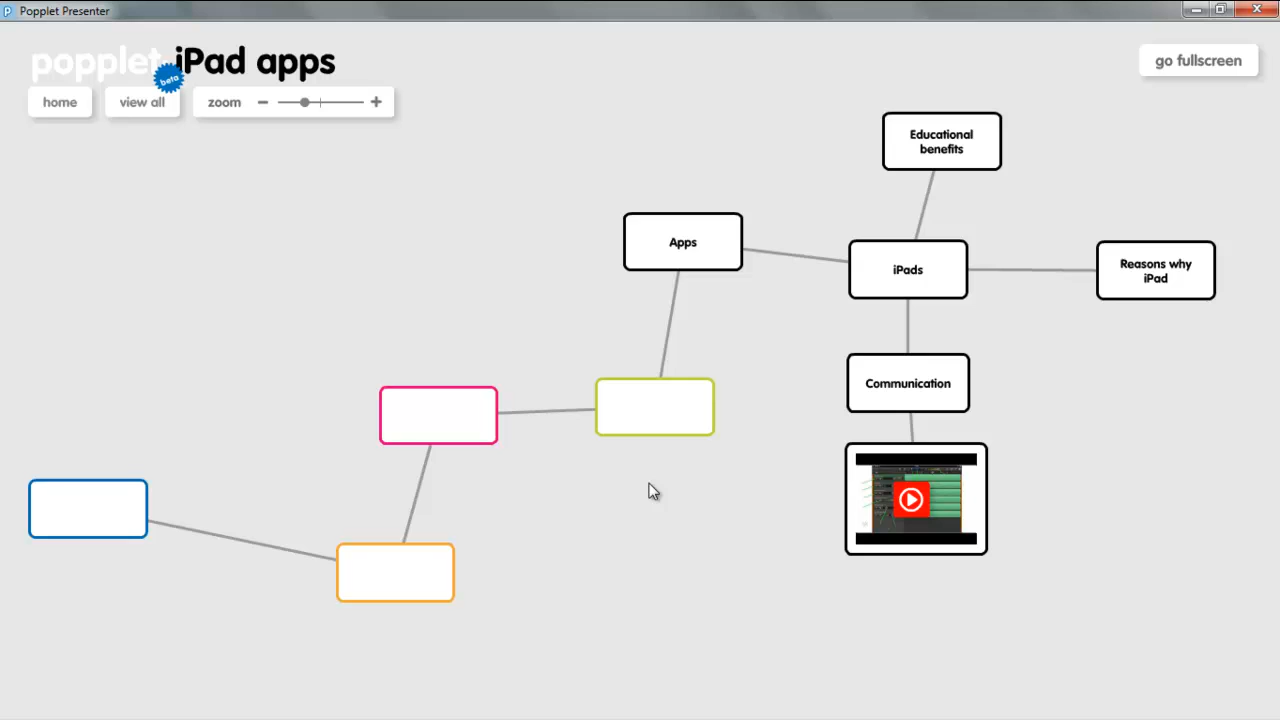 Popplet Presenter
popplet iPad apps
beta
go fullscreen
home view all zoom
Educational
benefits
Apps
iPads
Reasons why
iPad
Communication